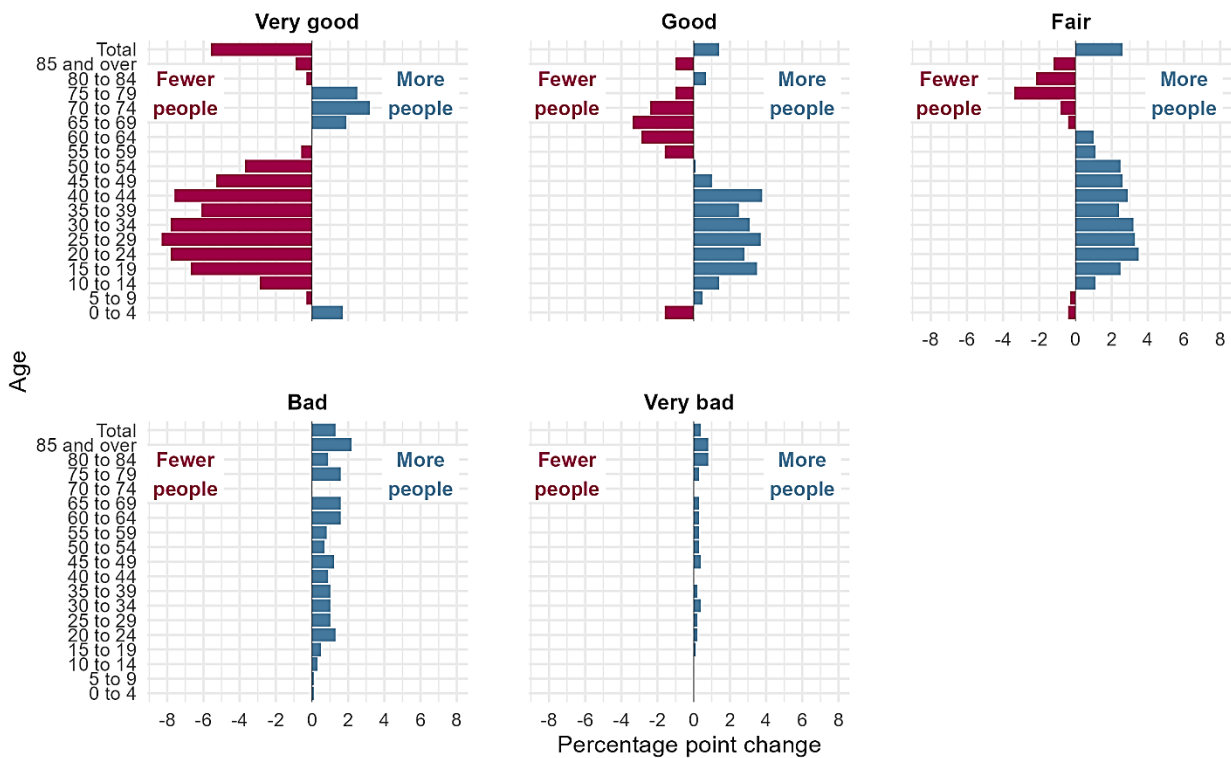 Very good
Good
Fair
Total
85 and over
80 to 84
75 to 79
70 to 74
65 to 69
60 to 64
55 to 59
50 to 54
45 to 49
40 to 44
35 to 39
30 to 34
25 to 29
20 to 24
15 to 19
10 to 14
5 to 9
0 to 4
Fewer
people
More
people
Fewer
people
More
people
Fewer
people
More
people
-8 -6 -4 -2 0 2 4 6 8
Age
Bad
Very bad
Total
85 and over
80 to 84
75 to 79
70 to 74
65 to 69
60 to 64
55 to 59
50 to 54
45 to 49
40 to 44
35 to 39
30 to 34
25 to 29
20 to 24
15 to 19
10 to 14
5 to 9
0 to 4
Fewer
people
More
people
Fewer
people
More
people
-8 -6 -4 -2 0 2 4 6 8
-8 -6 -4 -2 0 2 4 6 8
Percentage point change